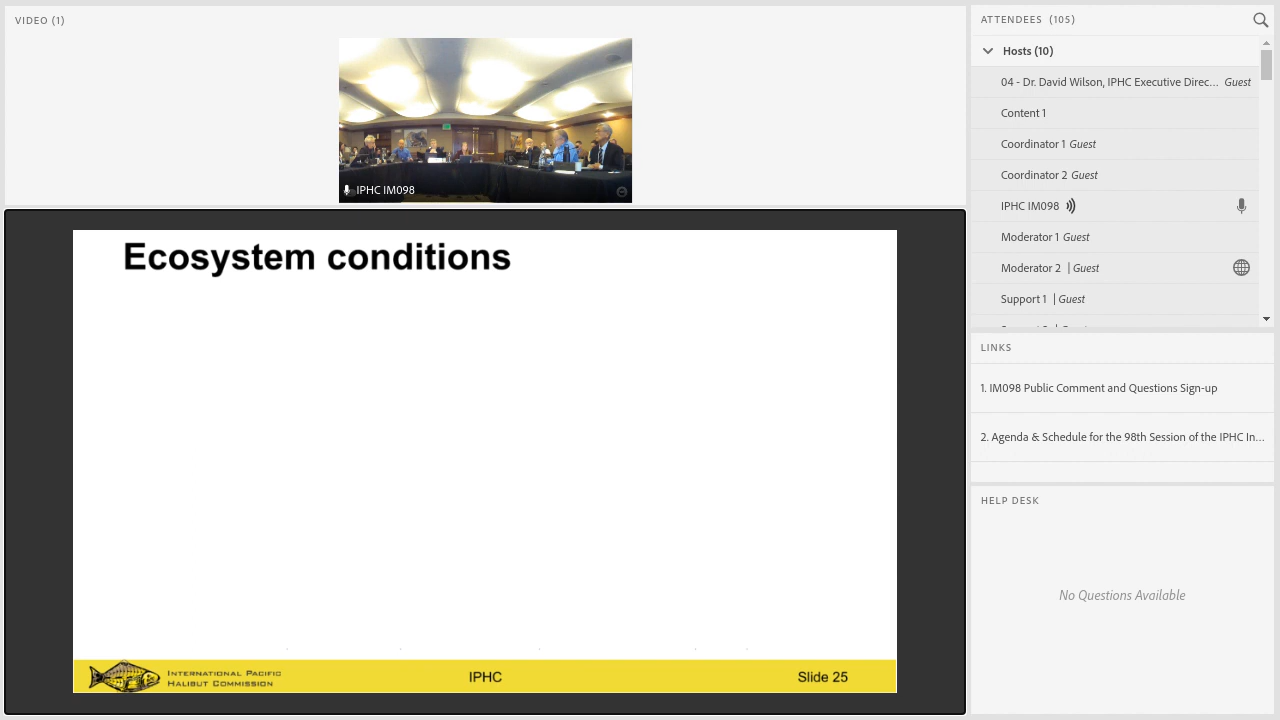 VIDEO (1)
IPHC IM098
Ecosystem conditions
INTERNATIONAL PACIFIC
HALIBUT COMMISSION
IPHC
Slide 25
ATTENDEES (105)
Hosts (10)
04 - Dr. David Wilson, IPHC Executive Direc... Guest
Content 1
Coordinator 1 Guest
Coordinator 2 Guest
IPHC IM098
Moderator 1 Guest
Moderator 2 | Guest
Support 1 | Guest
LINKS
1. IM098 Public Comment and Questions Sign-up
2. Agenda & Schedule for the 98th Session of the IPHC In...
HELP DESK
No Questions Available